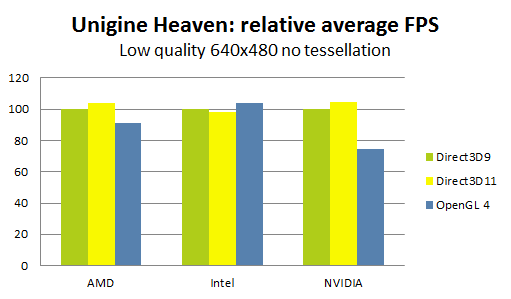 Unigine Heaven: relative average FPS
Low quality 640x480 no tessellation
120
100
80
60
40
20
0
AMD
Intel
NVIDIA
Direct3D9
Direct3D11
OpenGL 4